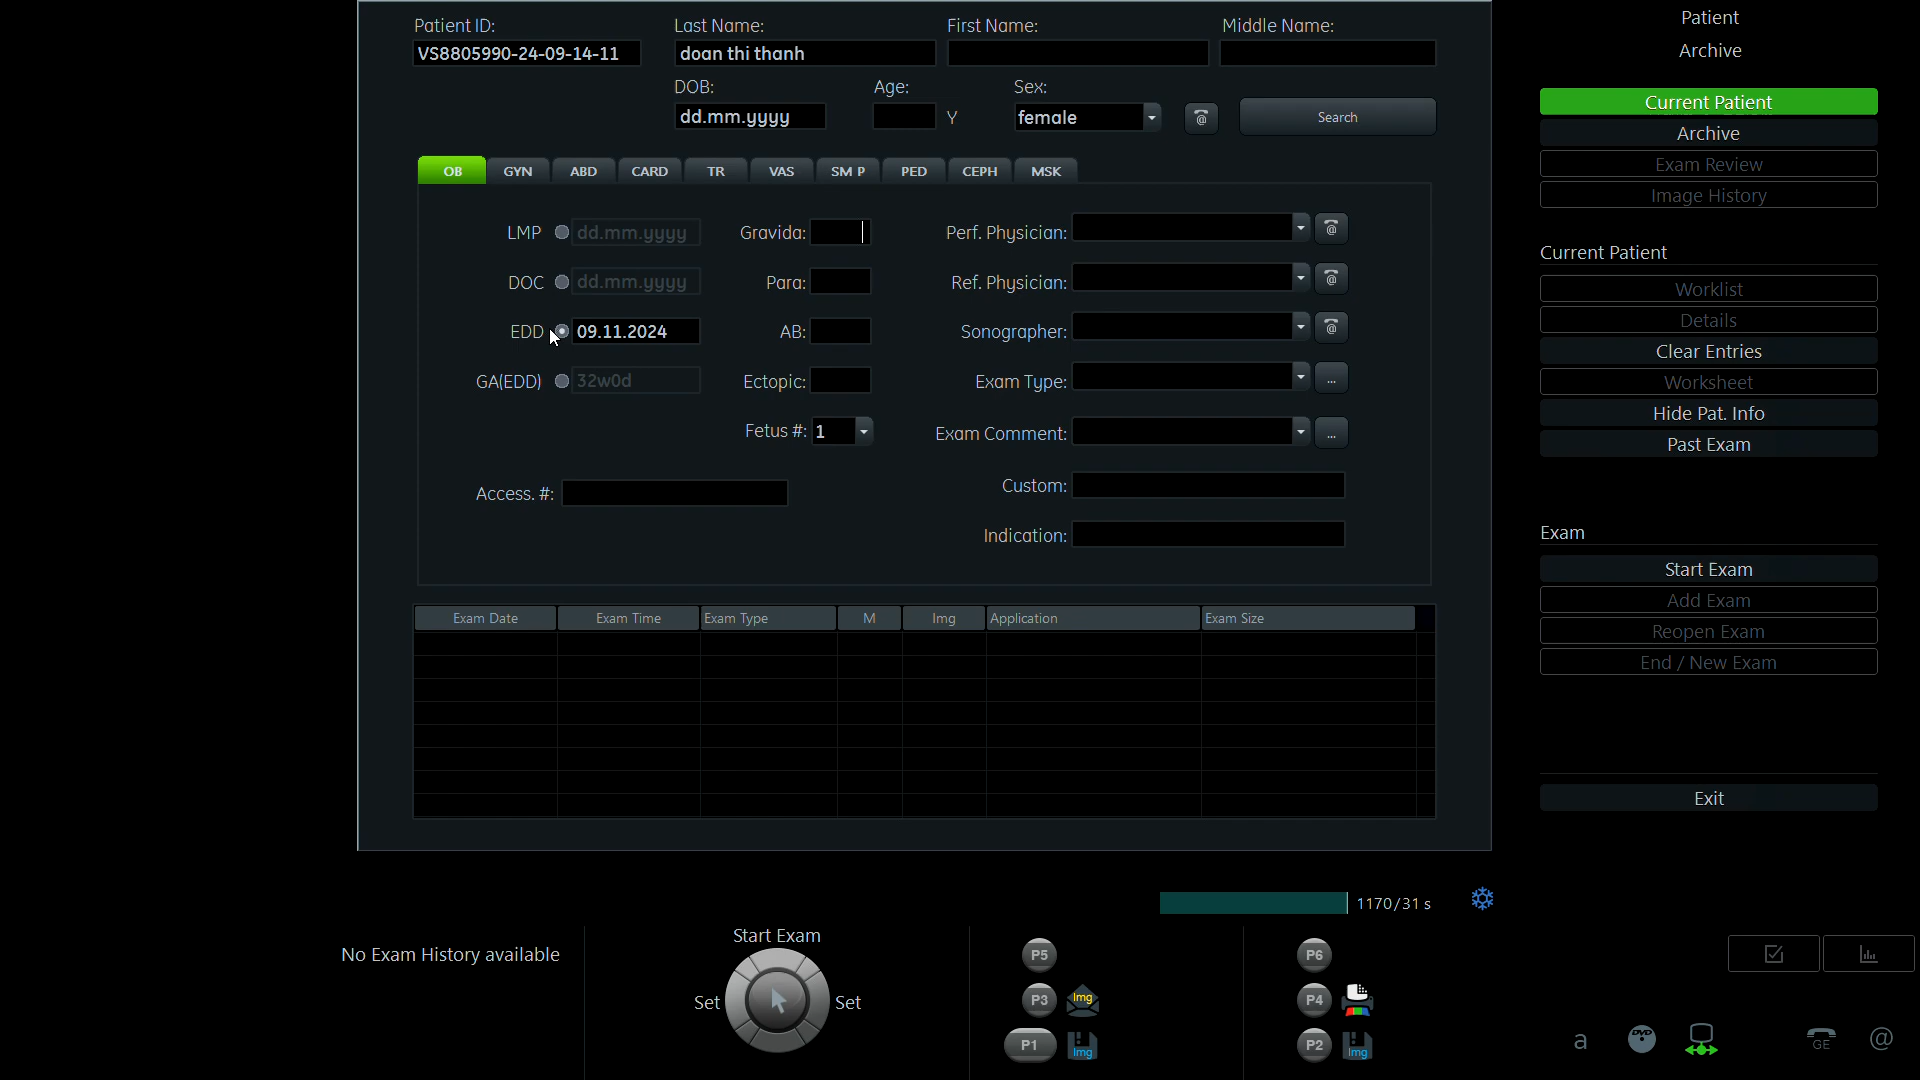 Patient ID: Last Name: First Name: Middle Name:
VS8805990-24-09-14-11 doan thi thanh
DOB: Age: Sex:
dd.mm.yyyy Y female Search
OB GYN ABD CARD TR VAS SM P PED CEPH MSK
LMP dd.mm.yyyy Gravida: Perf. Physician:
DOC dd.mm.yyyy Para: Ref. Physician:
EDD 09.11.2024 AB: Sonographer:
GA(EDD) 32w0d Ectopic: Exam Type: ...
Fetus #: 1 Exam Comment: ...
Access. #: Custom:
Indication:
Exam Date Exam Time Exam Type M Img Application Exam Size
1170/31 s
No Exam History available
Start Exam
Set Set
P5 P6
P3 Img P4
P1 Img P2 Img
Patient
Archive
Current Patient
Archive
Exam Review
Image History
Current Patient
Worklist
Details
Clear Entries
Worksheet
Hide Pat. Info
Past Exam
Exam
Start Exam
Add Exam
Reopen Exam
End / New Exam
Exit
a DVD GE @